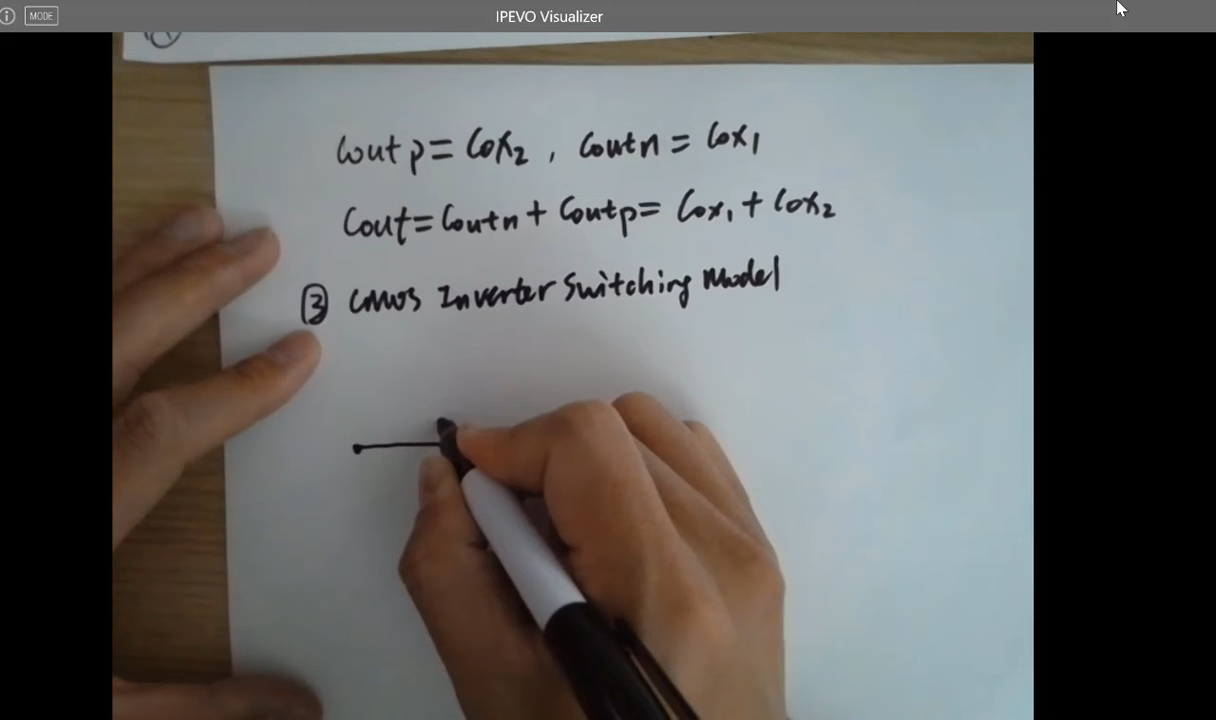 MODE
IPEVO Visualizer
Coutp = Cox2, Coutn = Cox1
Cout = Coutn + Coutp = Cox1 + Cox2
③ CMOS Inverter Switching Model